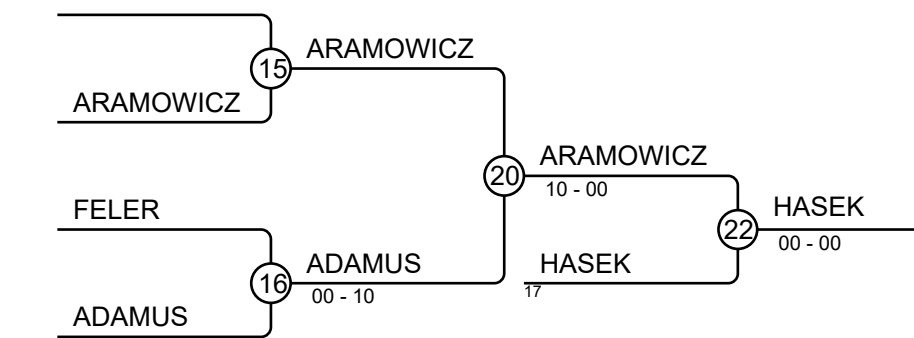 ARAMOWICZ
15
ARAMOWICZ
ARAMOWICZ
20
10 - 00
FELER
HASEK
22
00 - 00
ADAMUS
HASEK
16
00 - 10
17
ADAMUS